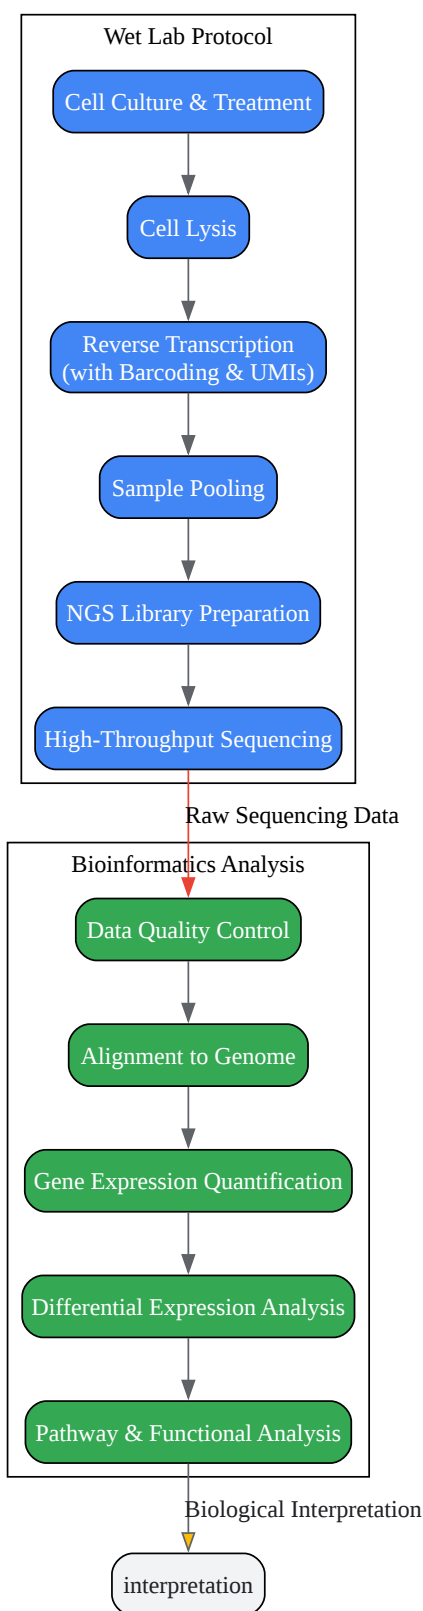 Wet Lab Protocol
Cell Culture & Treatment
Cell Lysis
Reverse Transcription
(with Barcoding & UMIs)
Sample Pooling
NGS Library Preparation
High-Throughput Sequencing
Raw Sequencing Data
Bioinformatics Analysis
Data Quality Control
Alignment to Genome
Gene Expression Quantification
Differential Expression Analysis
Pathway & Functional Analysis
Biological Interpretation
interpretation